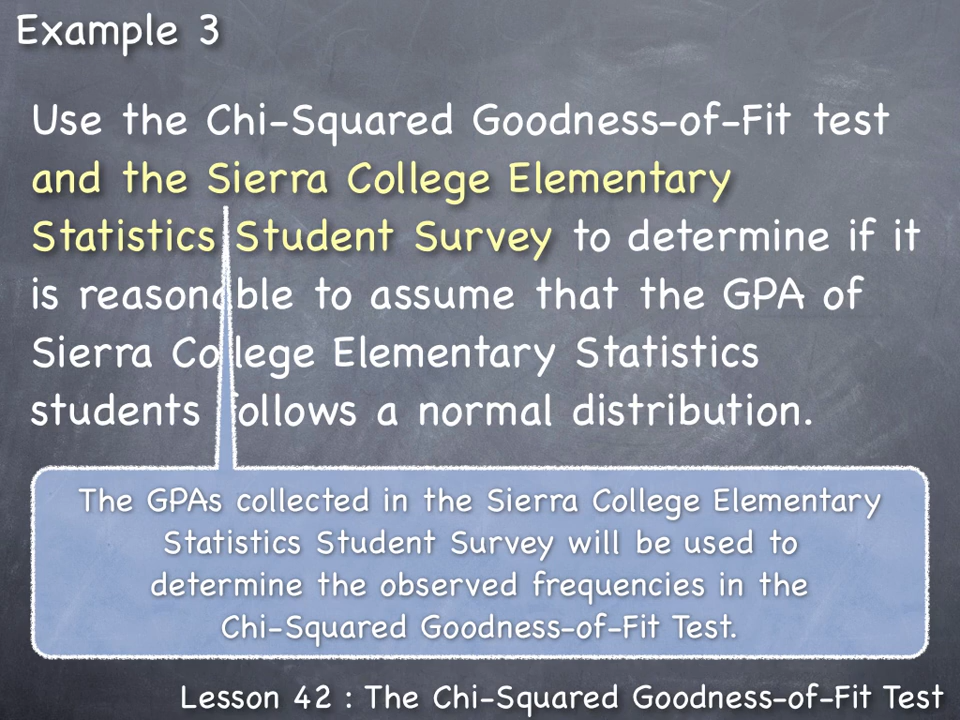 Example 3
Use the Chi-Squared Goodness-of-Fit test
and the Sierra College Elementary
Statistics Student Survey to determine if it
is reasonable to assume that the GPA of
Sierra College Elementary Statistics
students follows a normal distribution.
The GPAs collected in the Sierra College Elementary
Statistics Student Survey will be used to
determine the observed frequencies in the
Chi-Squared Goodness-of-Fit Test.
Lesson 42 : The Chi-Squared Goodness-of-Fit Test